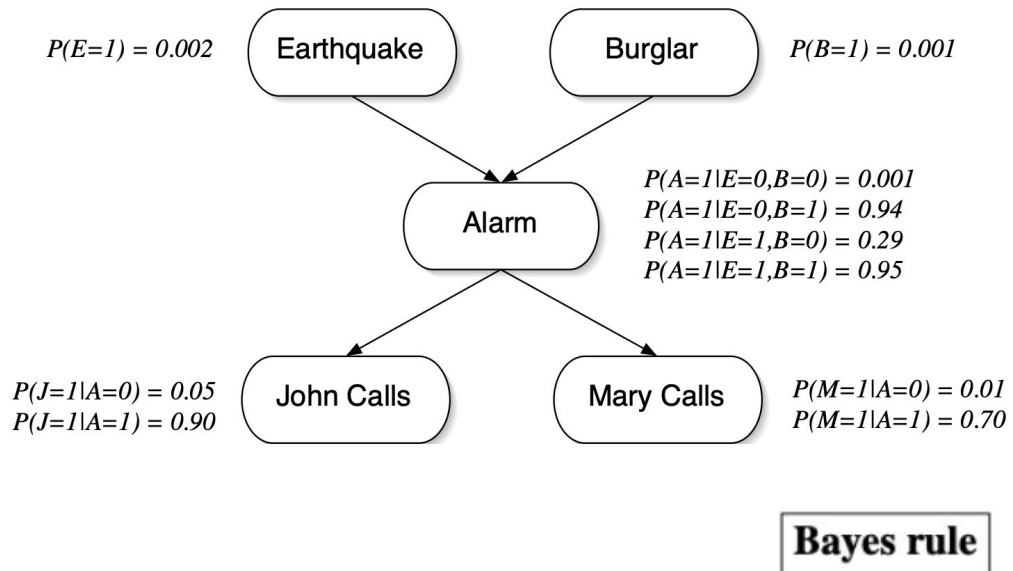 P(E=1) = 0.002
Earthquake
Burglar
P(B=1) = 0.001
Alarm
P(A=1|E=0,B=0) = 0.001
P(A=1|E=0,B=1) = 0.94
P(A=1|E=1,B=0) = 0.29
P(A=1|E=1,B=1) = 0.95
P(J=1|A=0) = 0.05
P(J=1|A=1) = 0.90
John Calls
Mary Calls
P(M=1|A=0) = 0.01
P(M=1|A=1) = 0.70
Bayes rule